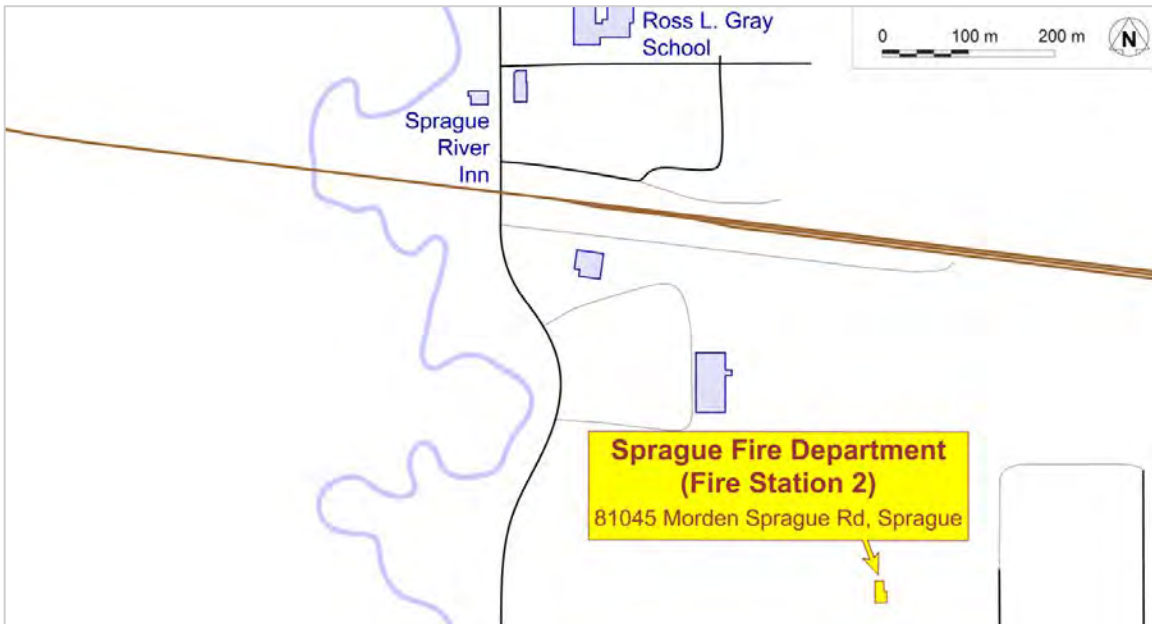 Ross L. Gray
School
0 100 m 200 m
N
Sprague
River
Inn
Sprague Fire Department
(Fire Station 2)
81045 Morden Sprague Rd, Sprague